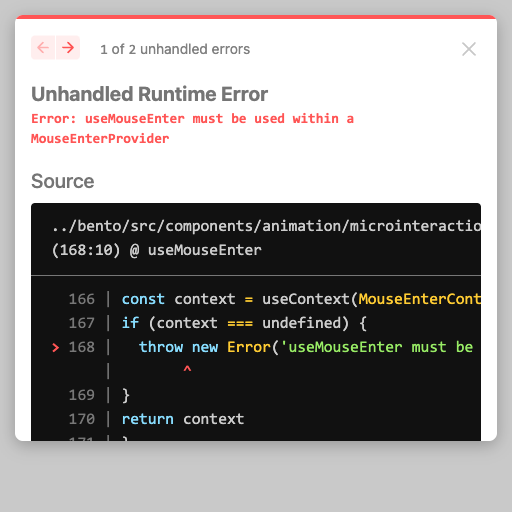 1 of 2 unhandled errors
Unhandled Runtime Error
Error: useMouseEnter must be used within a
MouseEnterProvider
Source
../bento/src/components/animation/microinteractio
(168:10) @ useMouseEnter
166 | const context = useContext(MouseEnterCont
167 | if (context === undefined) {
> 168 |   throw new Error('useMouseEnter must be
|         ^
169 | }
170 | return context
171 | }